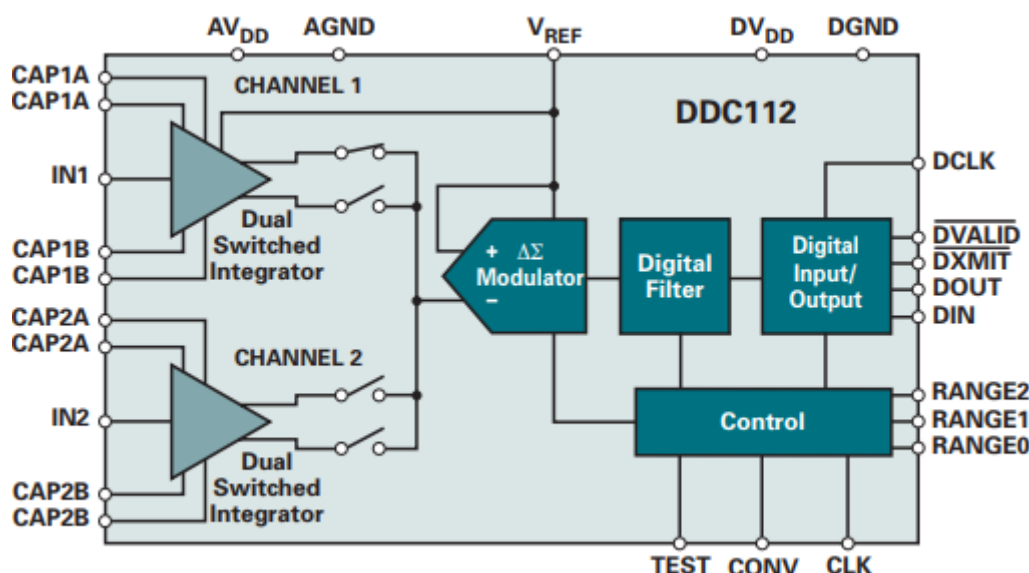 AVDD AGND VREF DVDD DGND
CAP1A
CAP1A
CHANNEL 1
DDC112
IN1
DCLK
Dual
Switched
Integrator
CAP1B
CAP1B
+ ΔΣ
Modulator
−
Digital
Filter
Digital
Input/
Output
DVALID
DXMIT
DOUT
DIN
CAP2A
CAP2A
CHANNEL 2
IN2
Dual
Switched
Integrator
CAP2B
CAP2B
Control
RANGE2
RANGE1
RANGE0
TEST CONV CLK